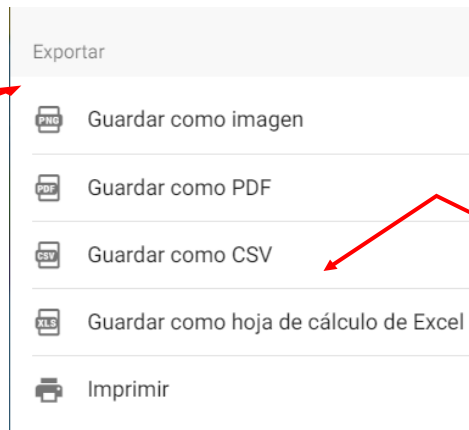 Exportar
PNG Guardar como imagen
PDF Guardar como PDF
CSV Guardar como CSV
XLS Guardar como hoja de cálculo de Excel
Imprimir